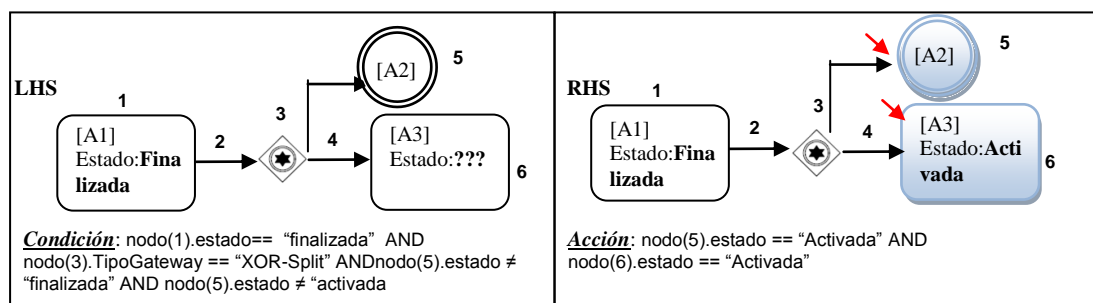 LHS
1
2
3
4
5
6
[A1]
Estado:Fina
lizada
[A2]
[A3]
Estado:???
Condición: nodo(1).estado== “finalizada” AND
nodo(3).TipoGateway == “XOR-Split” ANDnodo(5).estado ≠
“finalizada” AND nodo(5).estado ≠ “activada
RHS
1
2
3
4
5
6
[A1]
Estado:Fina
lizada
[A2]
[A3]
Estado:Acti
vada
Acción: nodo(5).estado == “Activada” AND
nodo(6).estado == “Activada”